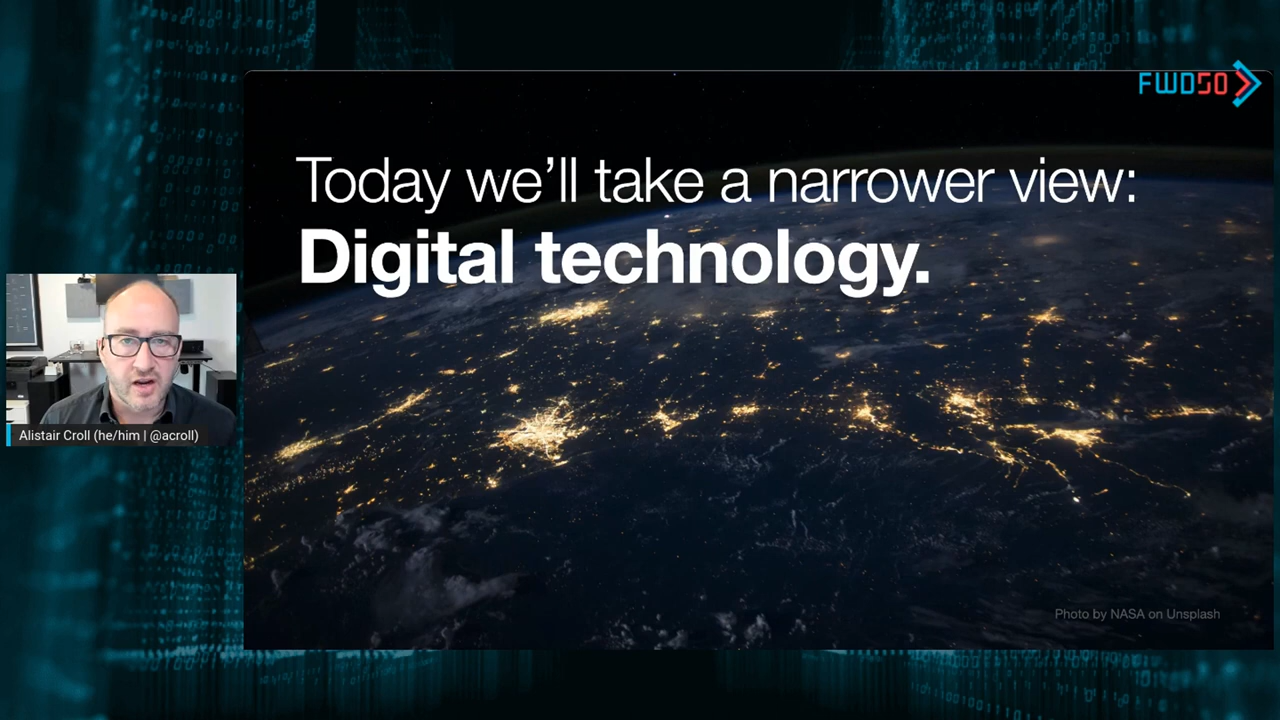 FWD50
Today we'll take a narrower view:
Digital technology.
Alistair Croll (he/him | @acroll)
Photo by NASA on Unsplash